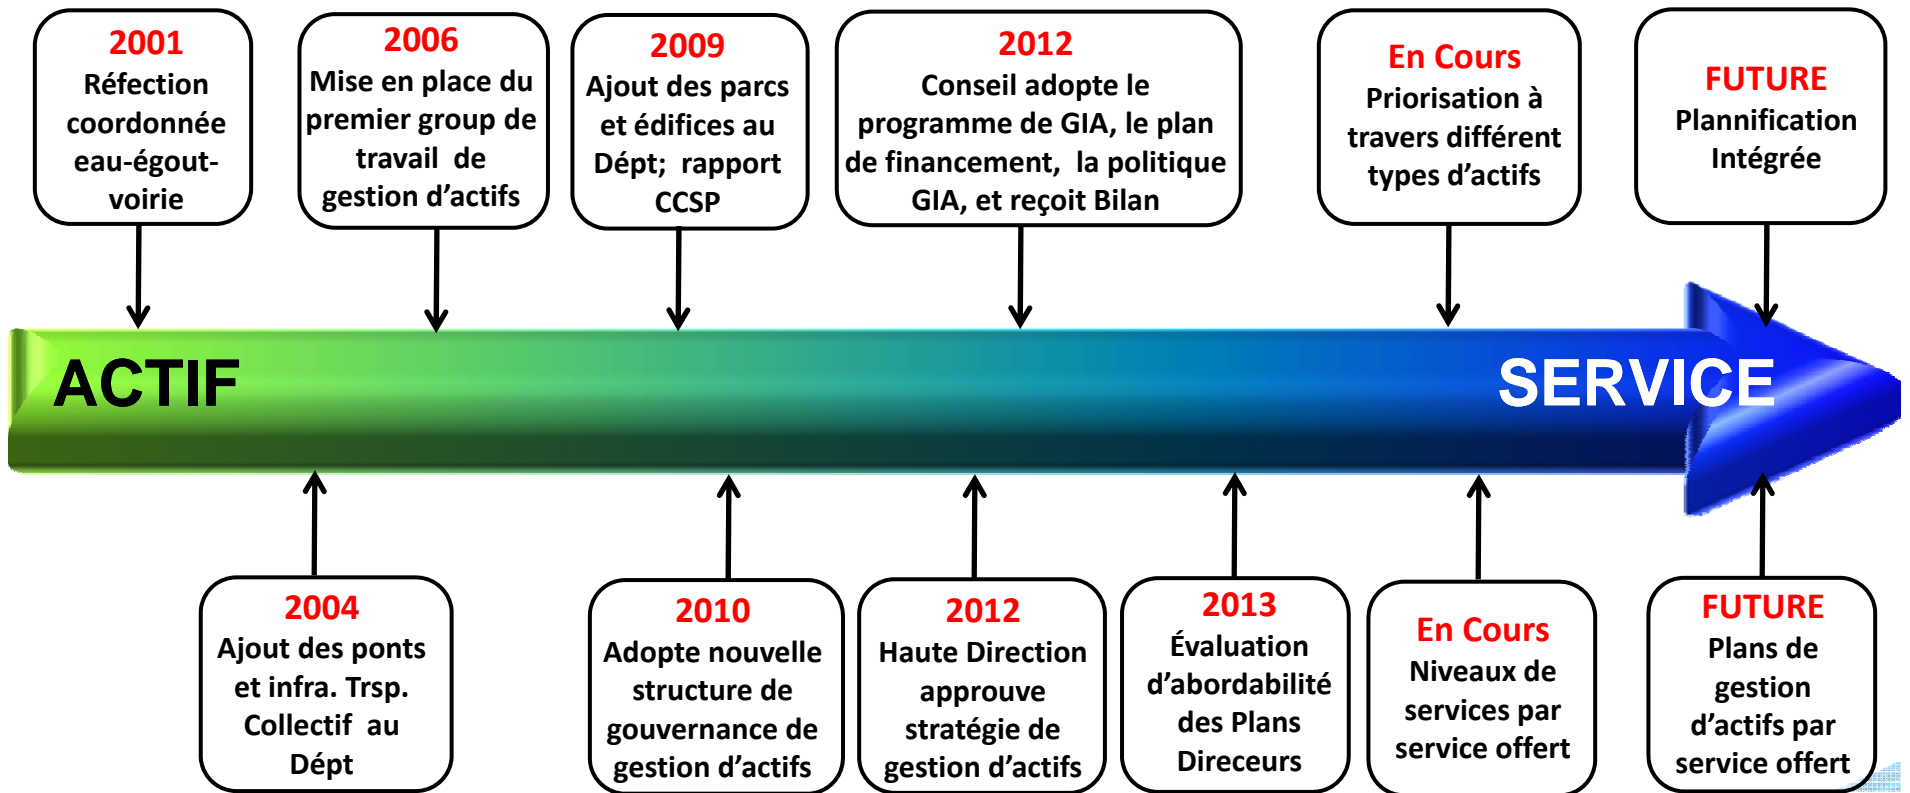 2001
Réfection
coordonnée
eau-égout-
voirie
2006
Mise en place du
premier group de
travail de
gestion d'actifs
2009
Ajout des parcs
et édifices au
Dépt; rapport
CCSP
2012
Conseil adopte le
programme de GIA, le plan
de financement, la politique
GIA, et reçoit Bilan
En Cours
Priorisation à
travers différent
types d'actifs
FUTURE
Plannification
Intégrée
ACTIF
SERVICE
2004
Ajout des ponts
et infra. Trsp.
Collectif au
Dépt
2010
Adopte nouvelle
structure de
gouvernance de
gestion d'actifs
2012
Haute Direction
approuve
stratégie de
gestion d'actifs
2013
Évaluation
d'abordabilité
des Plans
Direceurs
En Cours
Niveaux de
services par
service offert
FUTURE
Plans de
gestion
d'actifs par
service offert